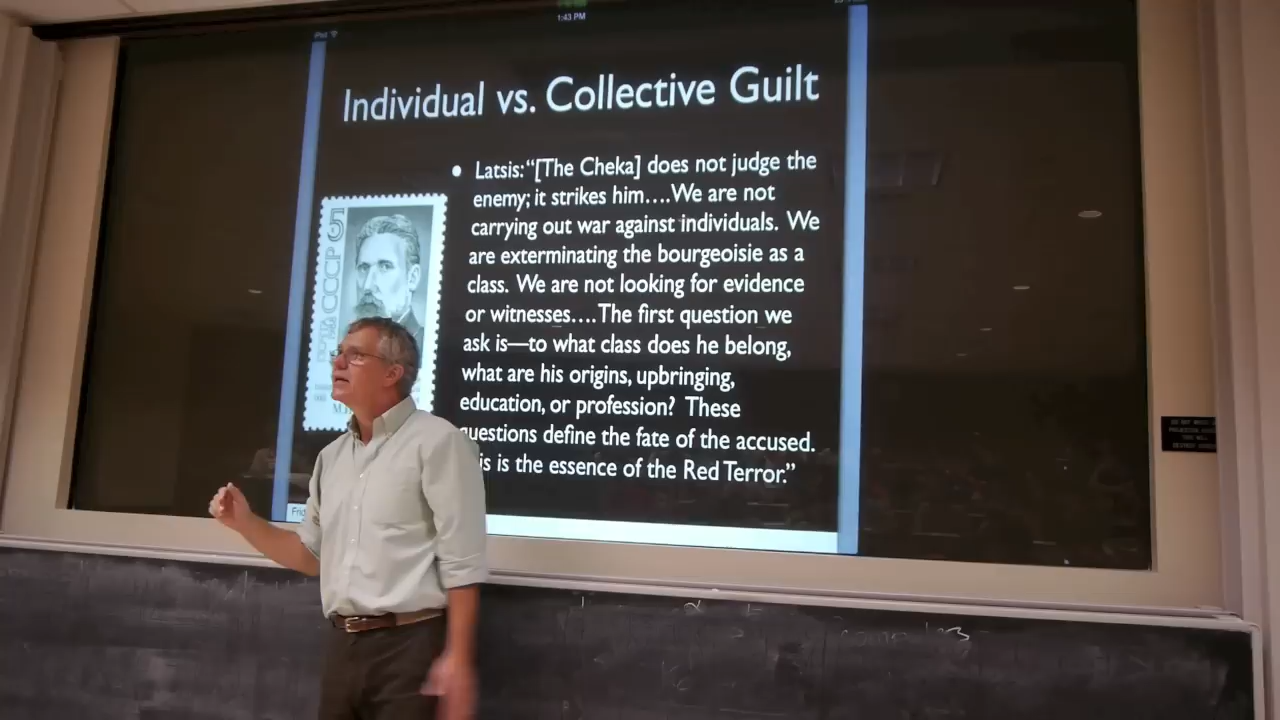 iPod
1:43 PM
Individual vs. Collective Guilt
• Latsis: “[The Cheka] does not judge the
enemy; it strikes him….We are not
carrying out war against individuals. We
are exterminating the bourgeoisie as a
class. We are not looking for evidence
or witnesses….The first question we
ask is—to what class does he belong,
what are his origins, upbringing,
education, or profession? These
questions define the fate of the accused.
is is the essence of the Red Terror.”
5
СССР